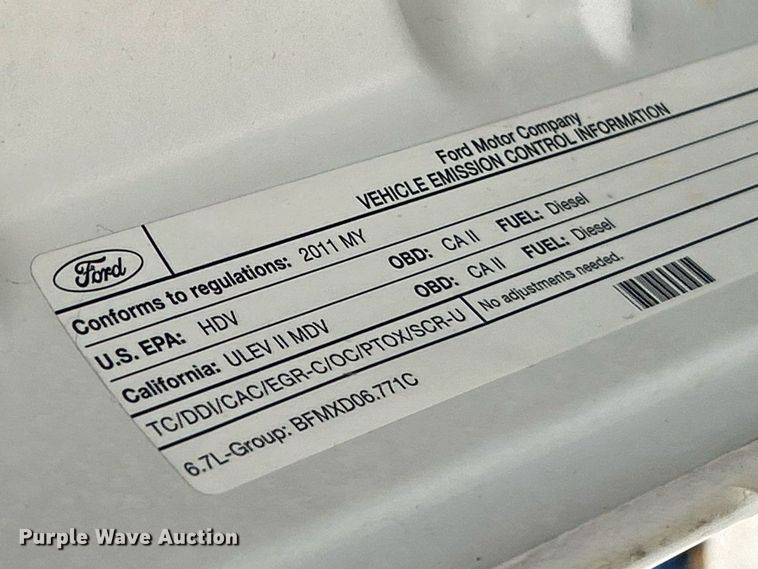 Ford Motor Company
VEHICLE EMISSION CONTROL INFORMATION
Ford
Conforms to regulations: 2011 MY
U.S. EPA: HDV OBD: CA II FUEL: Diesel
California: ULEV II MDV OBD: CA II FUEL: Diesel
TC/DDI/CAC/EGR-C/OC/PTOX/SCR-U No adjustments needed.
6.7L-Group: BFMXD06.771C
Purple Wave Auction